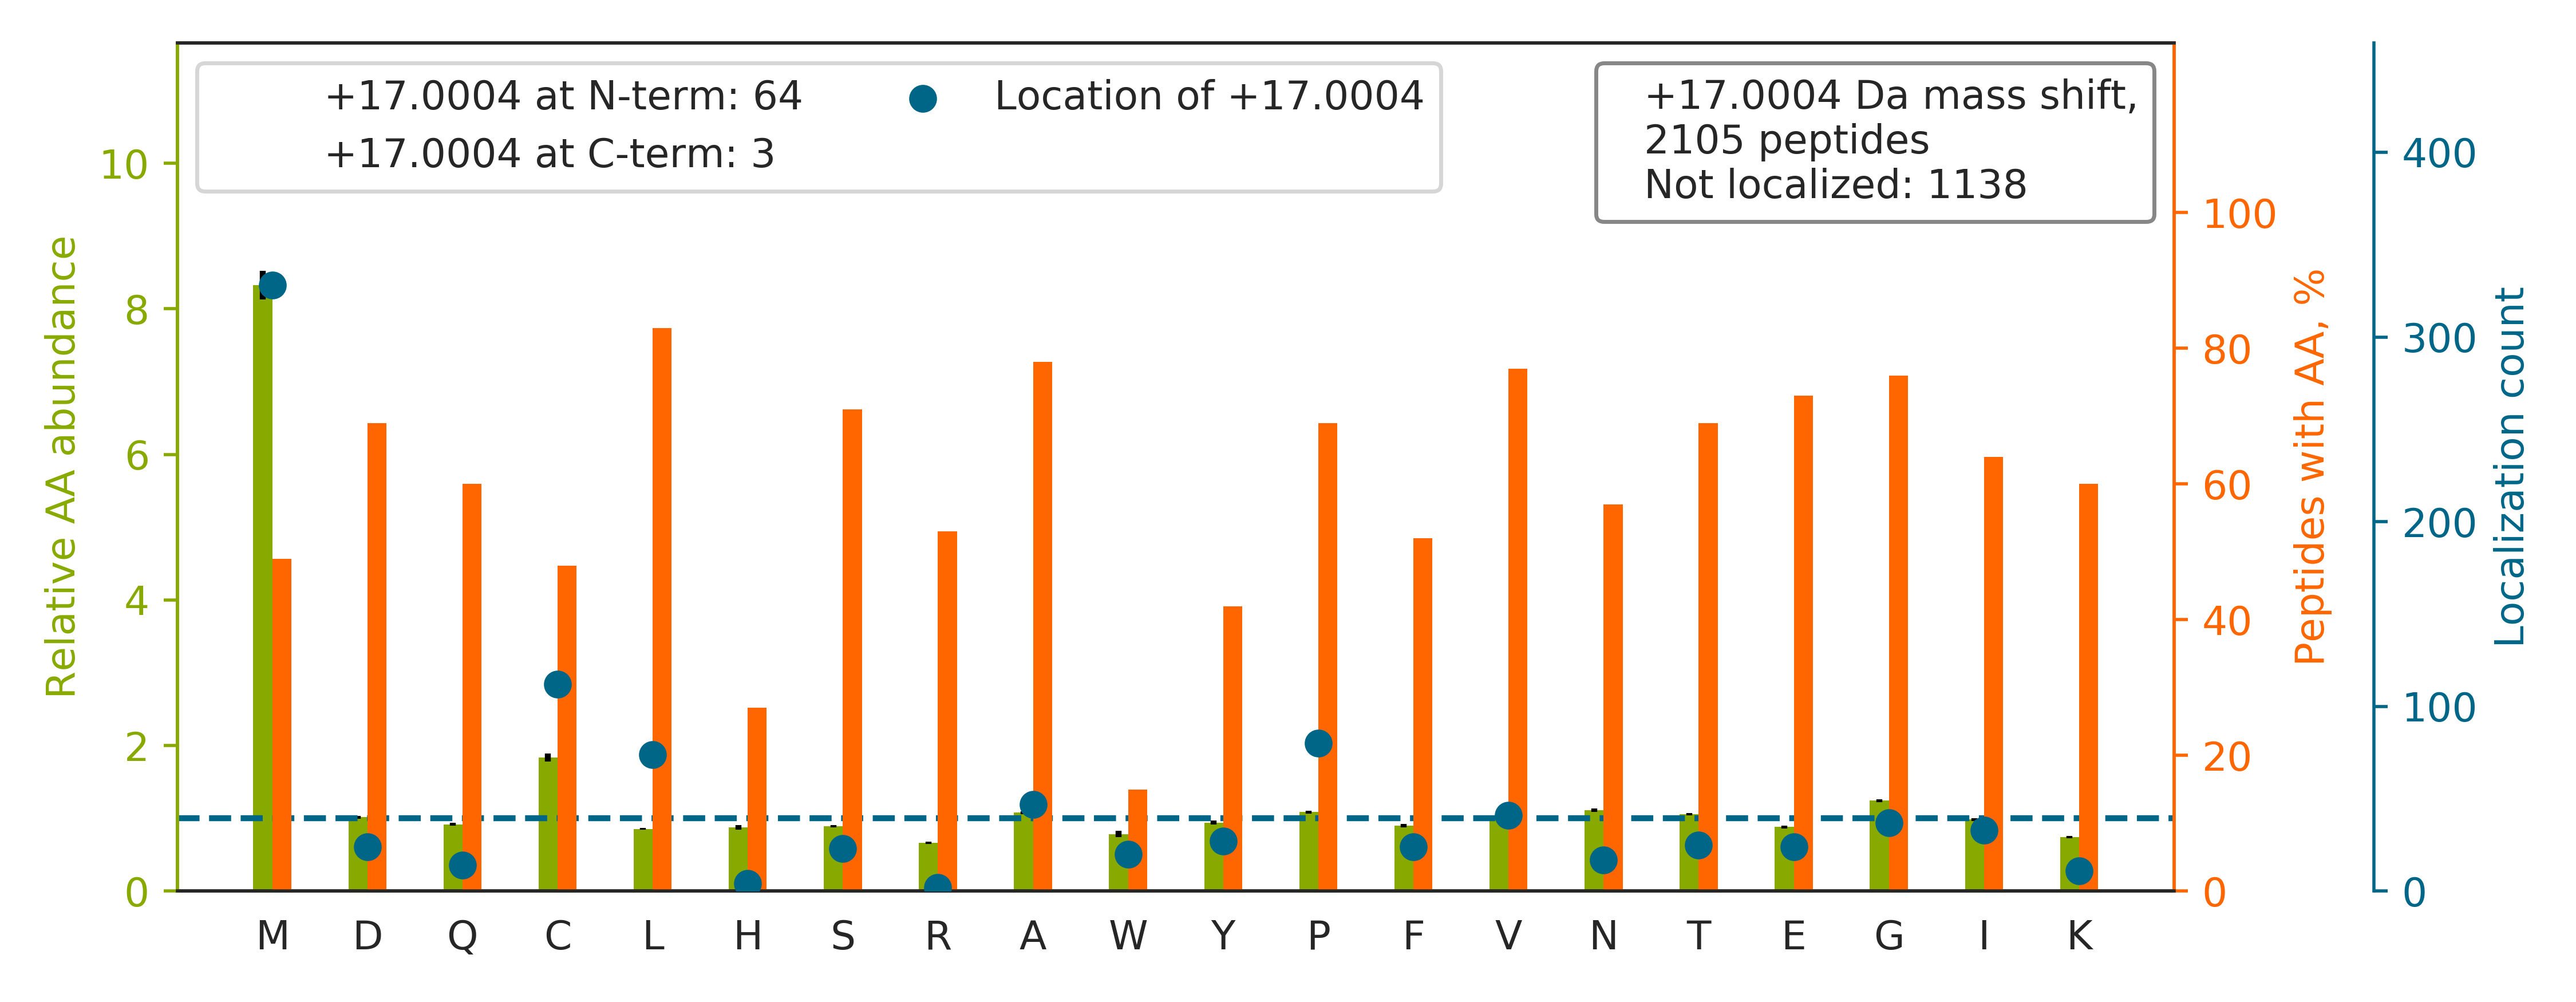 +17.0004 at N-term: 64
+17.0004 at C-term: 3
Location of +17.0004
+17.0004 Da mass shift,
2105 peptides
Not localized: 1138
Relative AA abundance
10
8
6
4
2
0
M D Q C L H S R A W Y P F V N T E G I K
100
80
60
40
20
0
Peptides with AA, %
400
300
200
100
0
Localization count